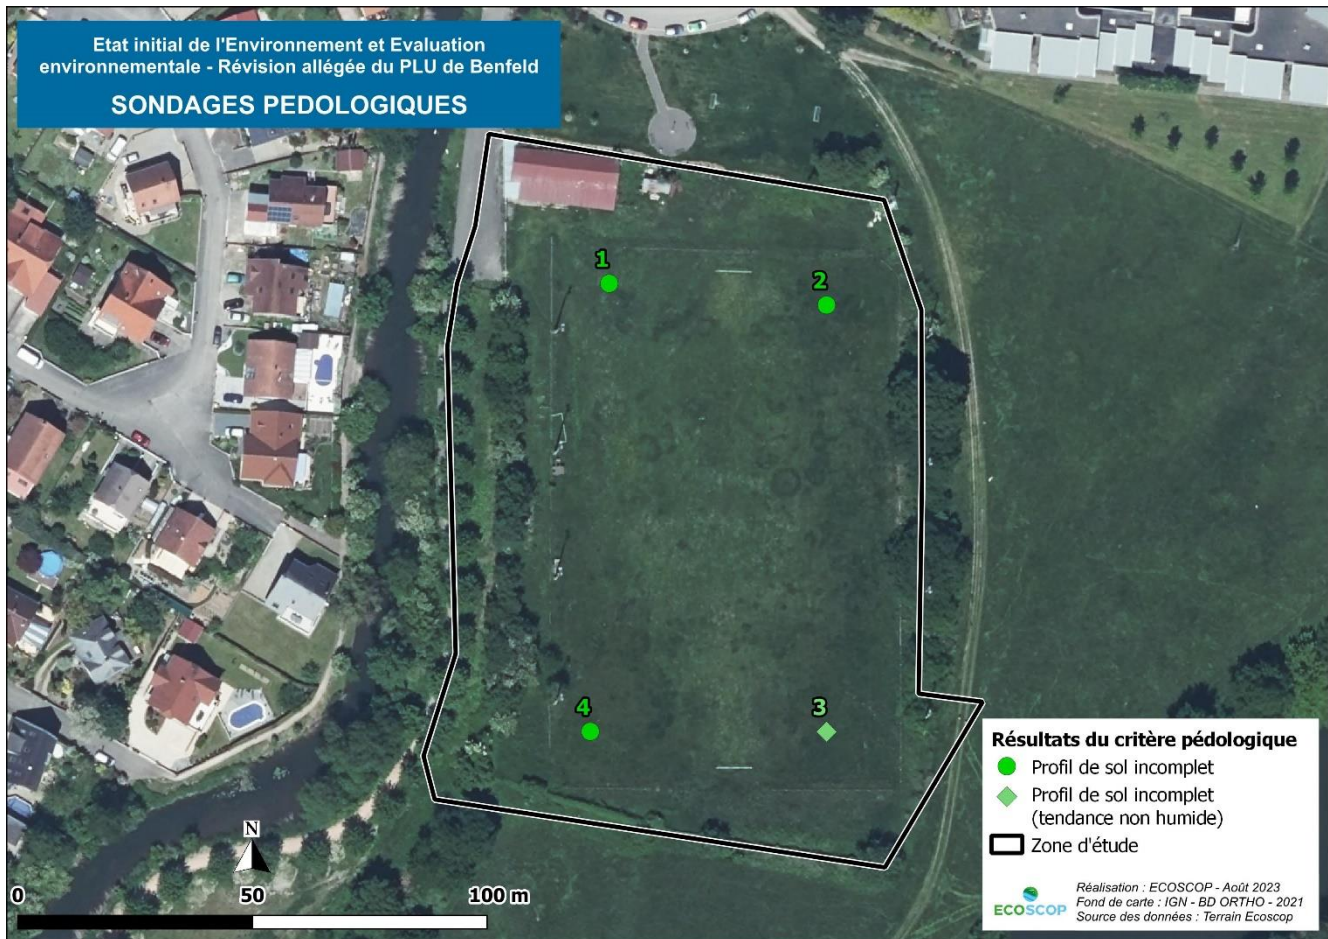 Etat initial de l'Environnement et Evaluation
environnementale - Révision allégée du PLU de Benfeld
SONDAGES PEDOLOGIQUES
1
2
4
3
N
0 50 100 m
Résultats du critère pédologique
Profil de sol incomplet
Profil de sol incomplet
(tendance non humide)
Zone d'étude
ECOSCOP
Réalisation : ECOSCOP - Août 2023
Fond de carte : IGN - BD ORTHO - 2021
Source des données : Terrain Ecoscop